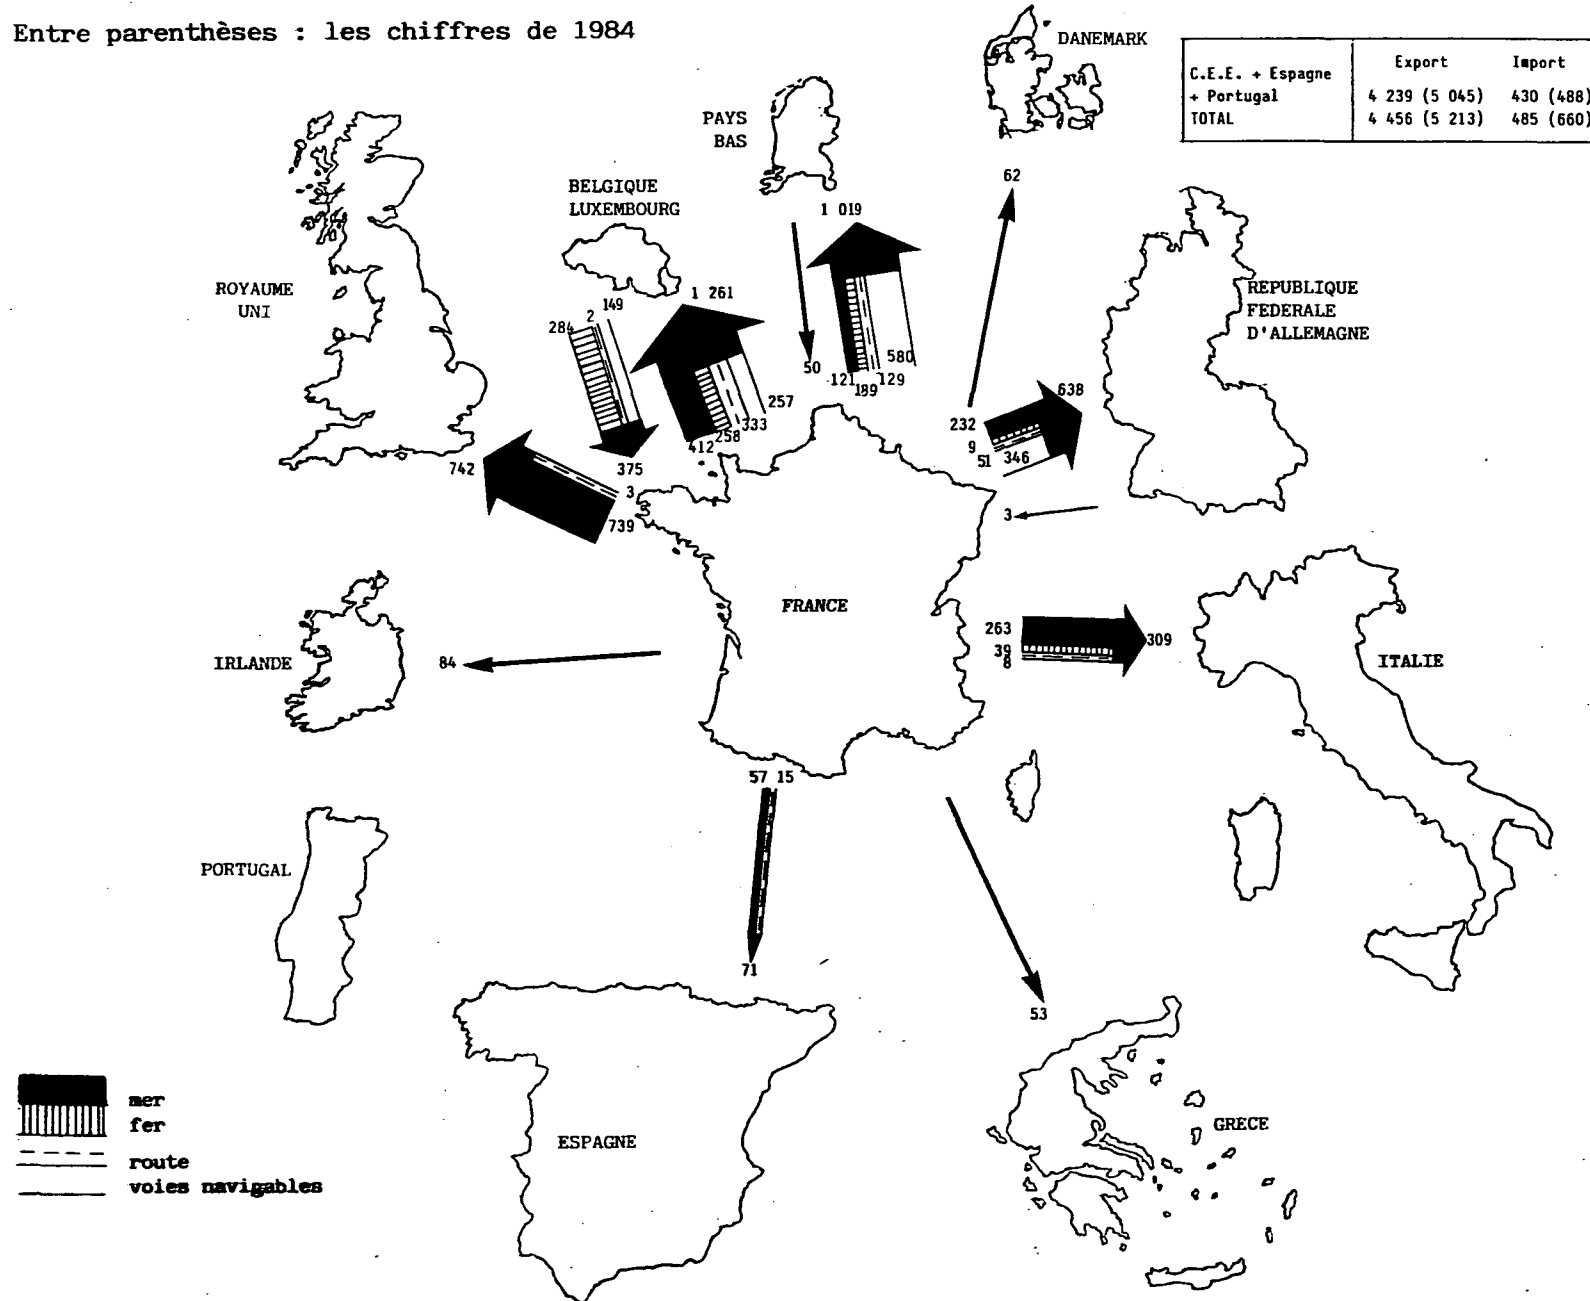 Entre parenthèses : les chiffres de 1984
Export Import
C.E.E. + Espagne
+ Portugal 4 239 (5 045) 430 (488)
TOTAL 4 456 (5 213) 485 (660)
DANEMARK
62
PAYS
BAS
1 019
50
121
189
129
580
BELGIQUE
LUXEMBOURG
1 261
149
2
284
375
412
258
333
257
ROYAUME
UNI
742
3
739
REPUBLIQUE
FEDERALE
D'ALLEMAGNE
638
232
9
51
346
3
FRANCE
IRLANDE
84
263
39
8
309
ITALIE
57 15
71
PORTUGAL
53
ESPAGNE
GRECE
mer
fer
route
voies navigables